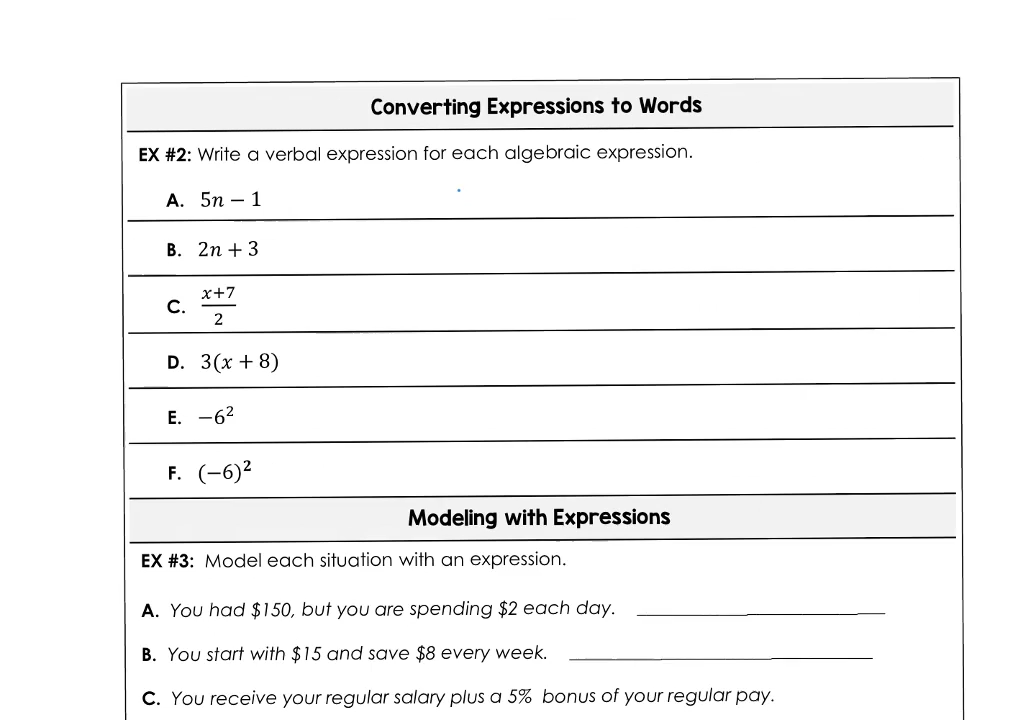 Converting Expressions to Words
EX #2: Write a verbal expression for each algebraic expression.
A. 5n − 1
B. 2n + 3
C. x+7
2
D. 3(x + 8)
E. −6²
F. (−6)²
Modeling with Expressions
EX #3: Model each situation with an expression.
A. You had $150, but you are spending $2 each day.
B. You start with $15 and save $8 every week.
C. You receive your regular salary plus a 5% bonus of your regular pay.